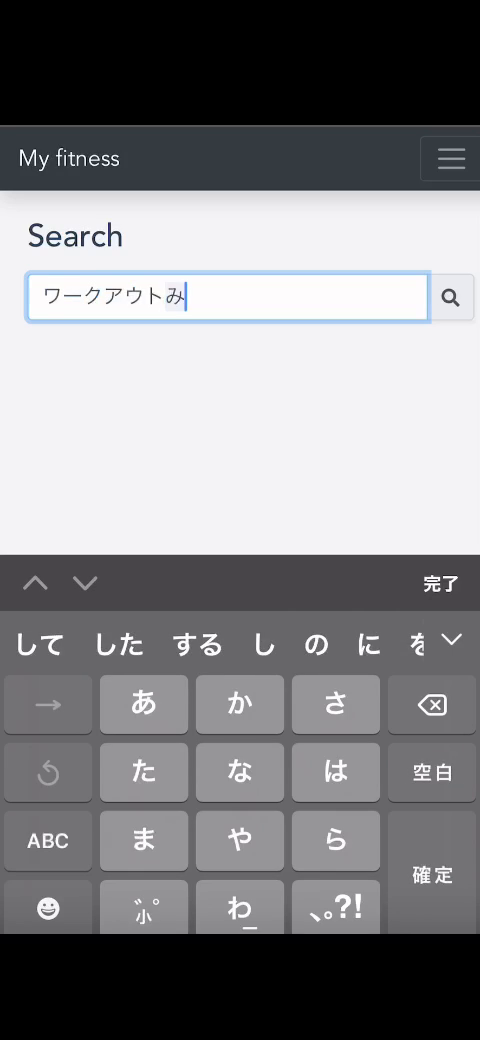 My fitness
Search
ワークアウトみ
完了
して した する し の に を
→ あ か さ
た な は 空白
ABC ま や ら
確定
小゛゜ わ 、。?!